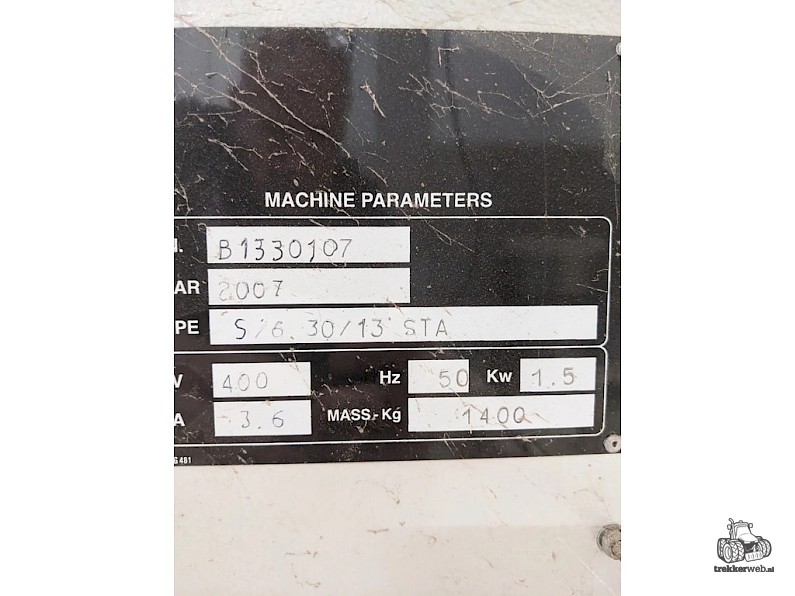 MACHINE PARAMETERS
N. B1330107
AR 2007
PE S/6 30/13 STA
V 400 Hz 50 Kw 1.5
A 3.6 MASS-Kg 1400
G481
trekkerweb.nl